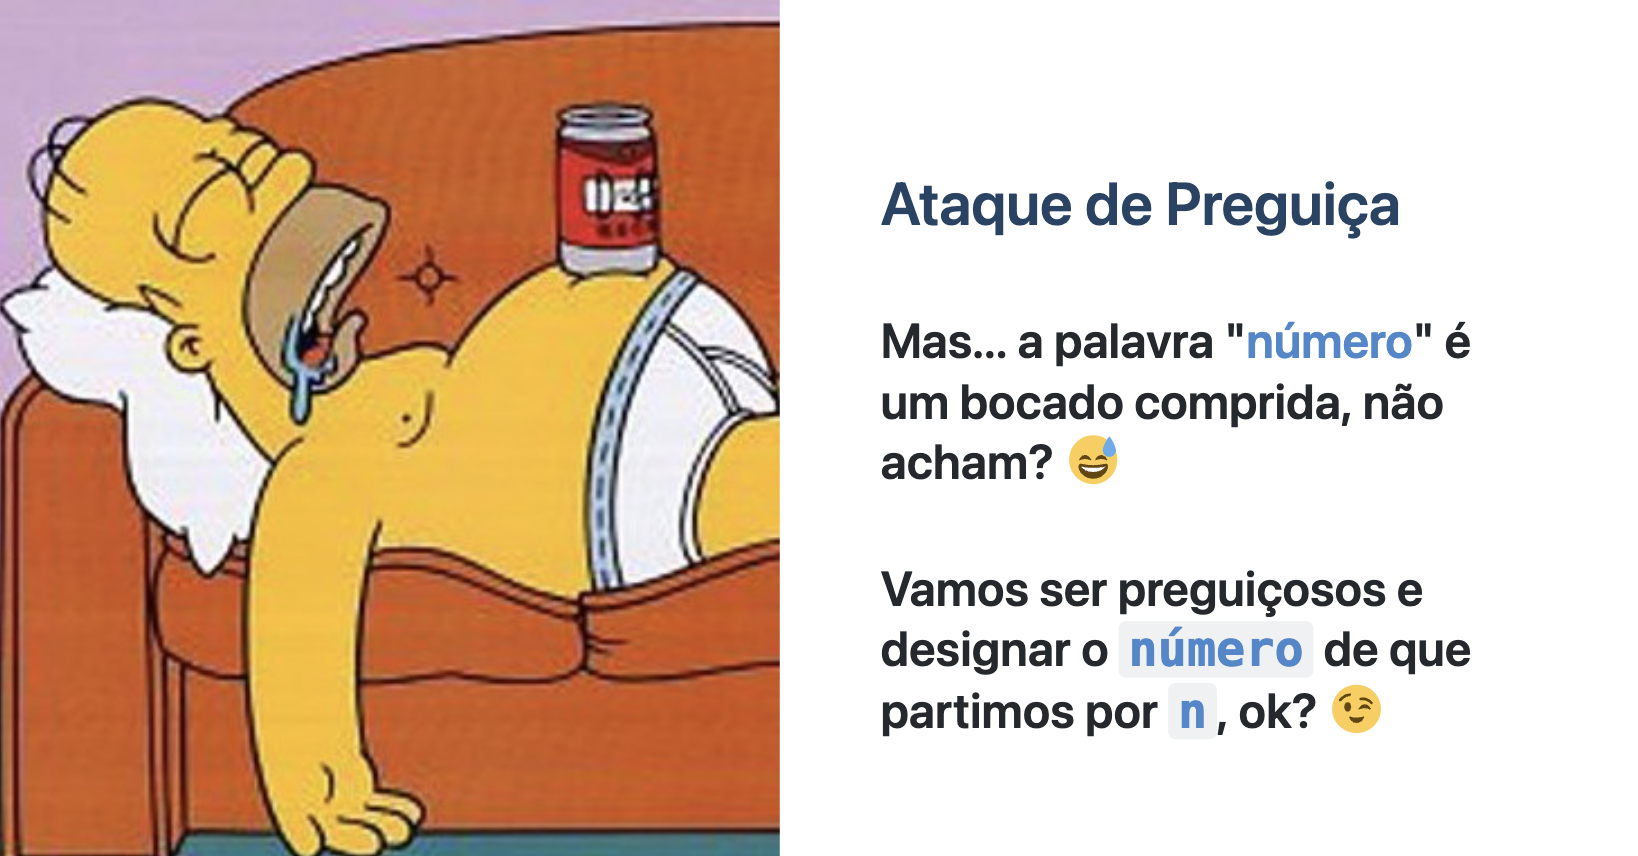 Ataque de Preguiça
Mas... a palavra "número" é
um bocado comprida, não
acham? 😅
Vamos ser preguiçosos e
designar o número de que
partimos por n, ok? 😉